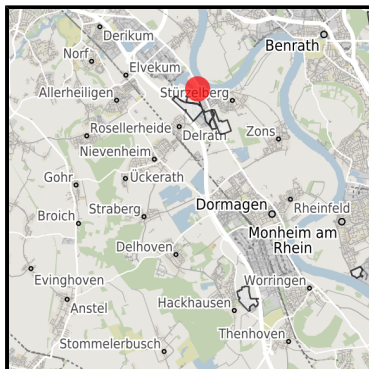 Derikum
Benrath
Norf
Elvekum
Allerheiligen
Stürzelberg
Rosellerheide
Delrath
Zons
Nievenheim
Gohr
Ückerath
Straberg
Dormagen
Rheinfeld
Broich
Monheim am
Rhein
Delhoven
Evinghoven
Worringen
Anstel
Hackhausen
Thenhoven
Stommelerbusch